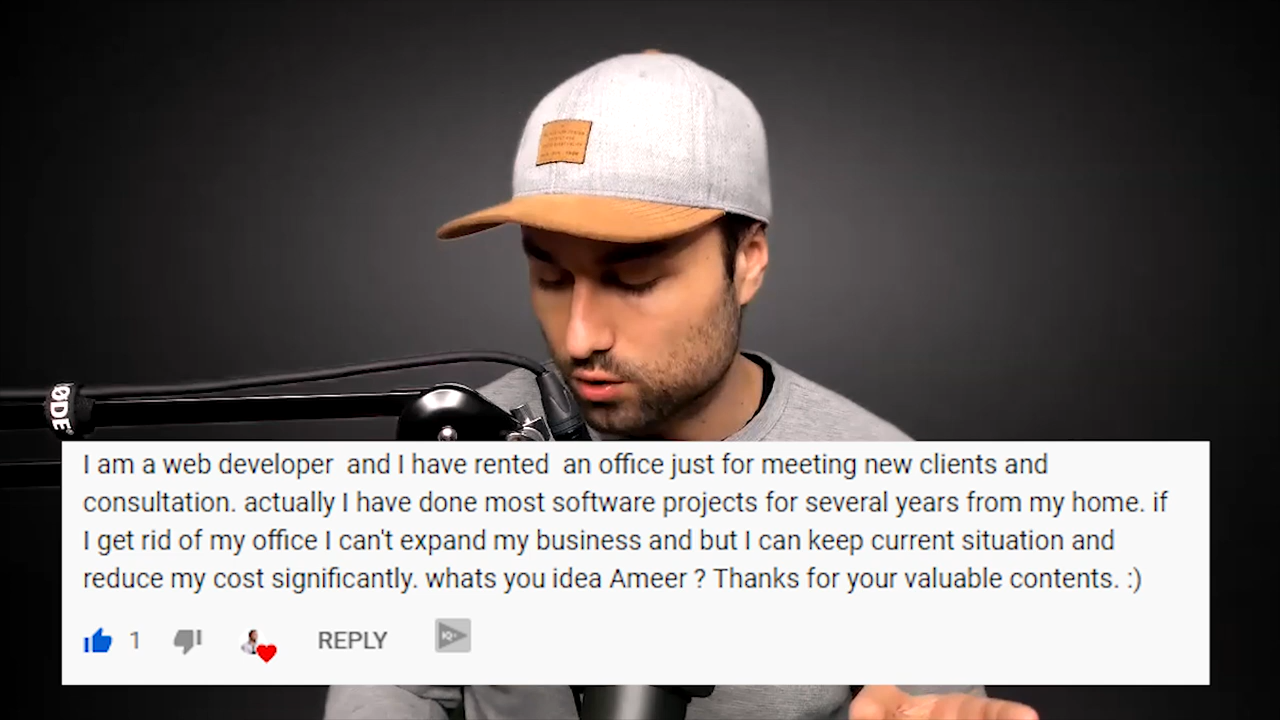 RØDE
I am a web developer  and I have rented  an office just for meeting new clients and
consultation. actually I have done most software projects for several years from my home. if
I get rid of my office I can't expand my business and but I can keep current situation and
reduce my cost significantly. whats you idea Ameer ? Thanks for your valuable contents. :)
1
REPLY